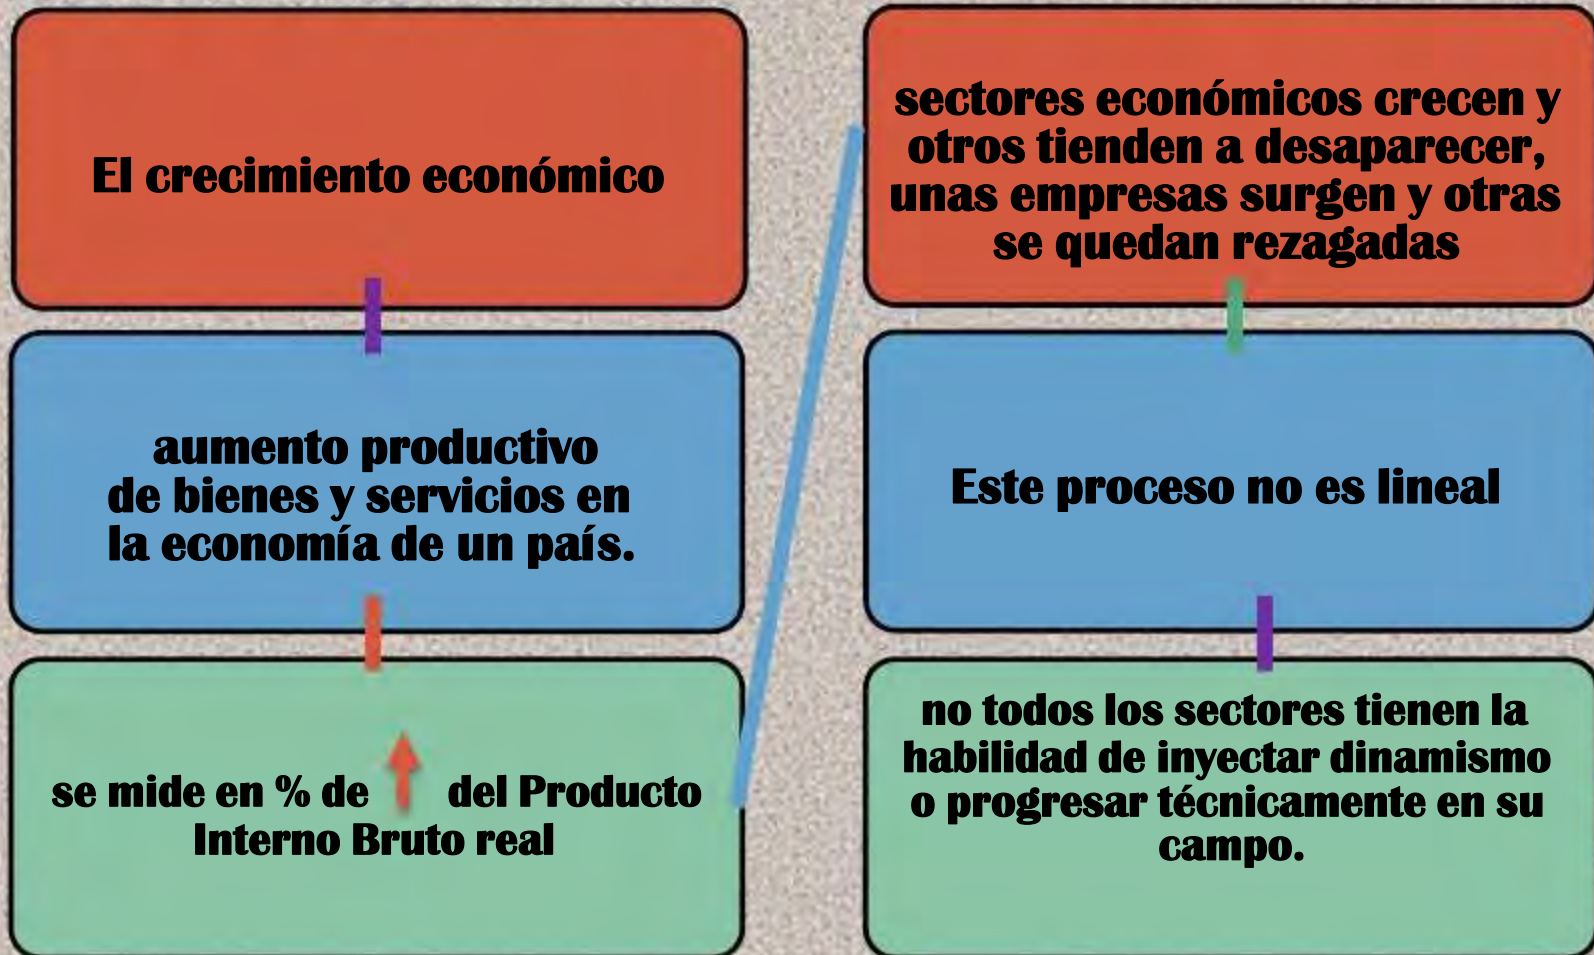 El crecimiento económico
aumento productivo
de bienes y servicios en
la economía de un país.
se mide en % de del Producto
Interno Bruto real
sectores económicos crecen y
otros tienden a desaparecer,
unas empresas surgen y otras
se quedan rezagadas
Este proceso no es lineal
no todos los sectores tienen la
habilidad de inyectar dinamismo
o progresar técnicamente en su
campo.